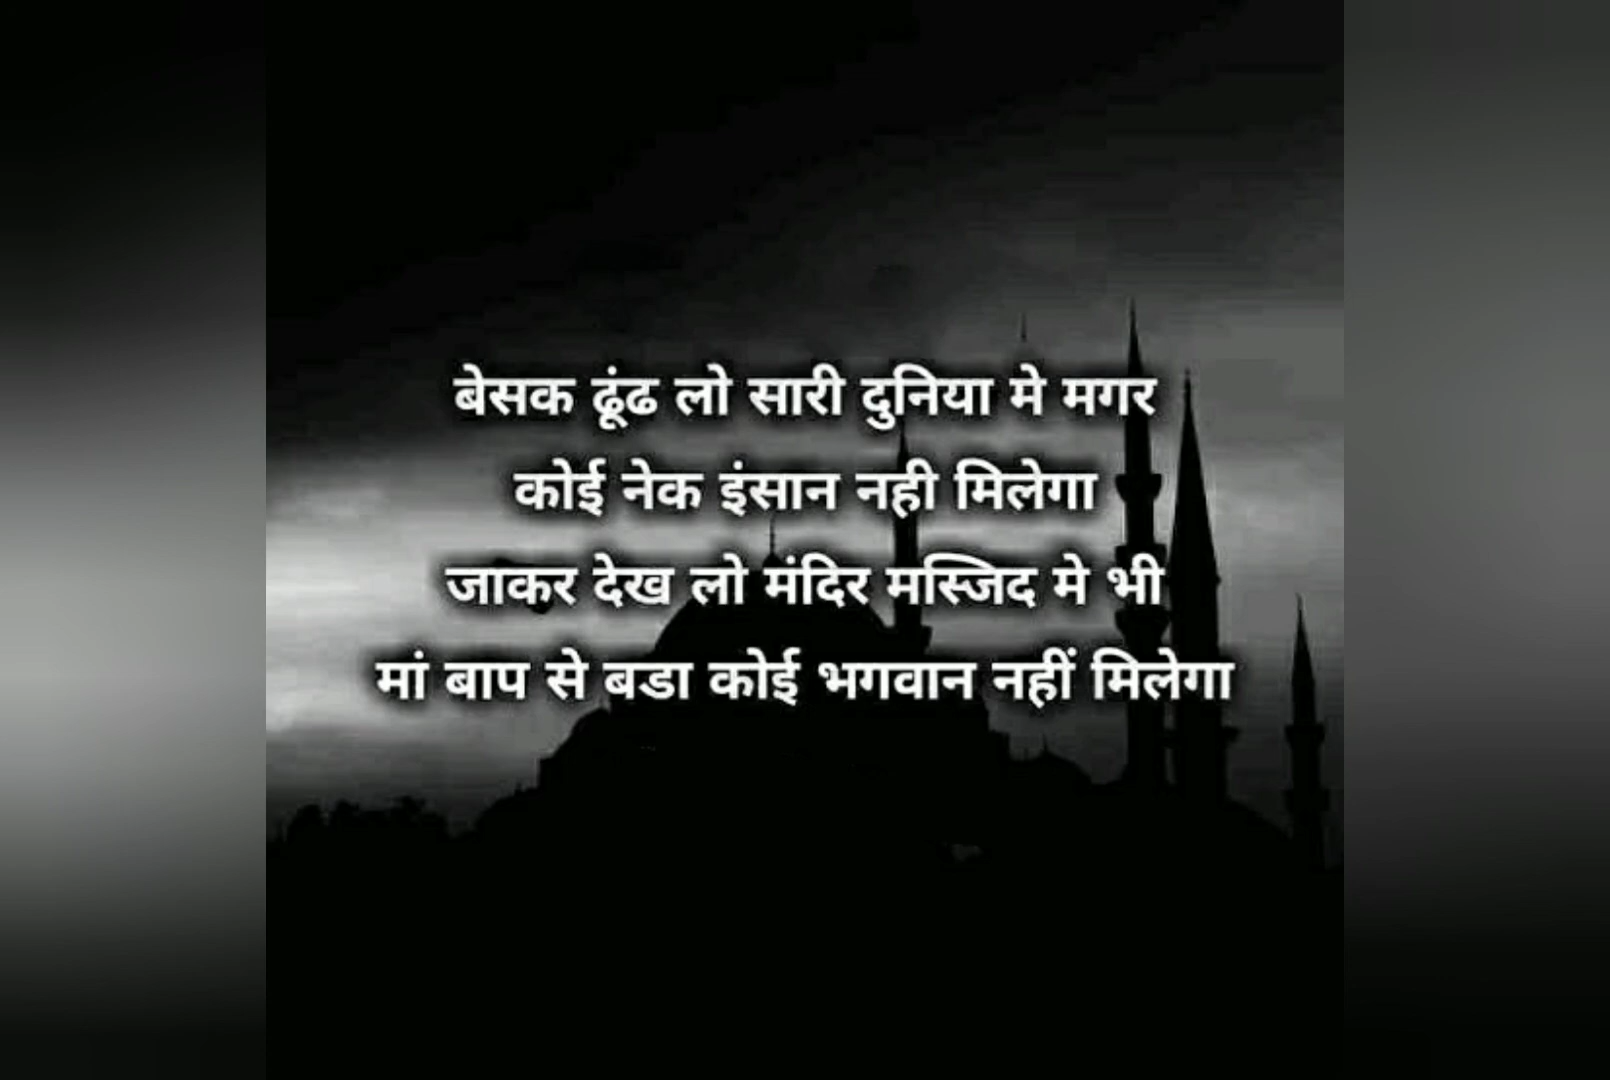 बेसक ढूंढ लो सारी दुनिया मे मगर
कोई नेक इंसान नही मिलेगा
जाकर देख लो मंदिर मस्जिद मे भी
मां बाप से बडा कोई भगवान नहीं मिलेगा